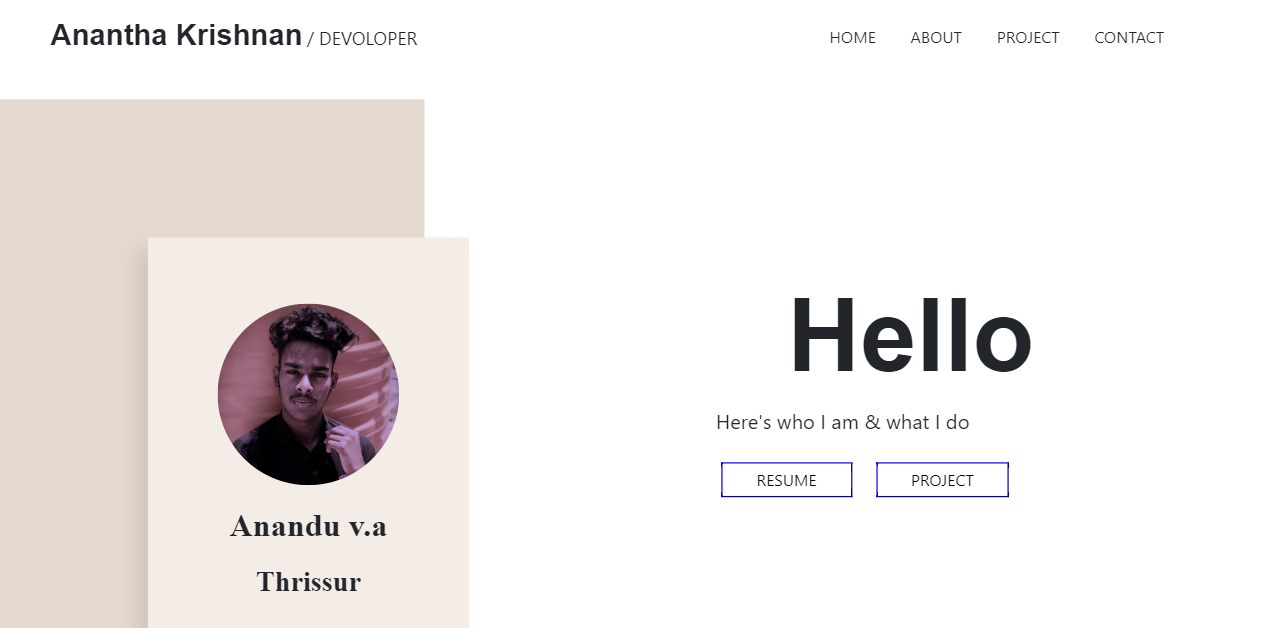 Anantha Krishnan / DEVOLOPER
HOME ABOUT PROJECT CONTACT
Anandu v.a
Thrissur
Hello
Here's who I am & what I do
RESUME PROJECT